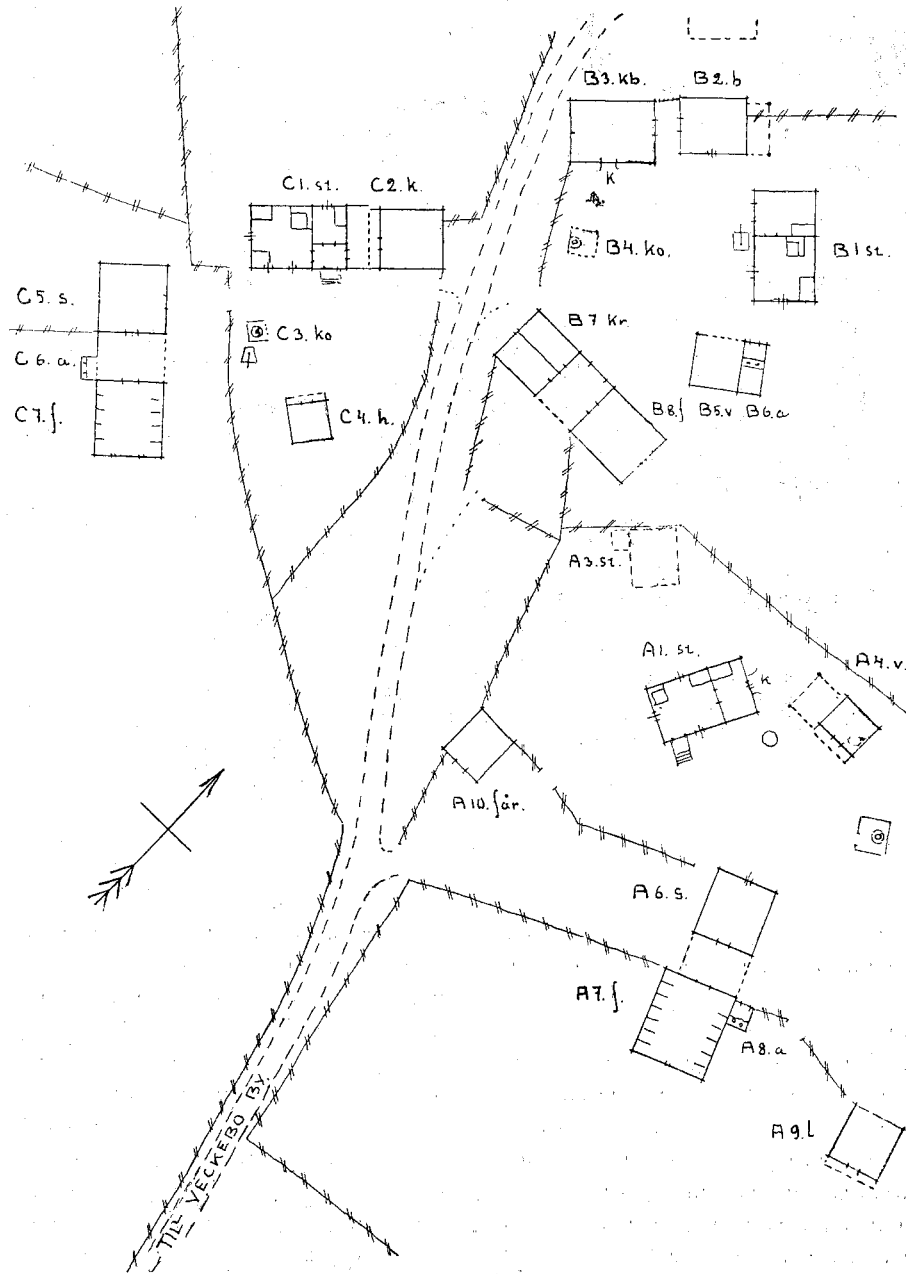 B3. kb.
B2. b
K
C1. st.
C2. k.
B4. ko.
B1 st.
C5. s.
C3. ko
C6. a.
C7. f.
C4. h.
B7 kr.
B8. f
B5. v
B6. a
A3. st.
A1. st.
K
A4. v.
A10. får.
A6. s.
A7. f.
A8. a
A9. l
TILL VECKEBO BY